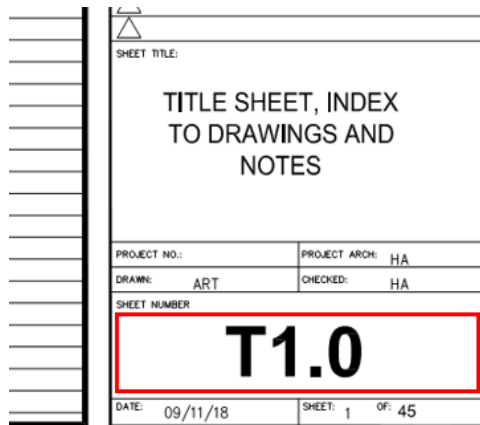 SHEET TITLE:
TITLE SHEET, INDEX
TO DRAWINGS AND
NOTES
PROJECT NO.: PROJECT ARCH: HA
DRAWN: ART CHECKED: HA
SHEET NUMBER
T1.0
DATE: 09/11/18 SHEET: 1 OF: 45